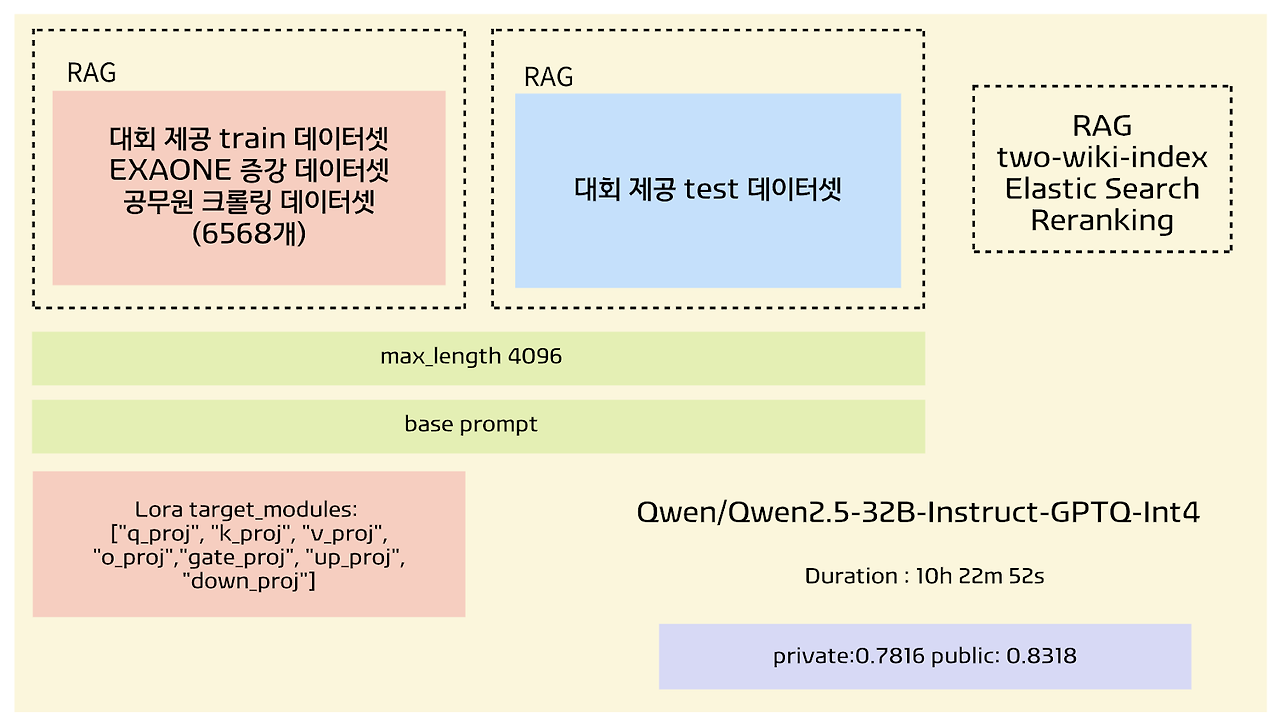 RAG
대회 제공 train 데이터셋
EXAONE 증강 데이터셋
공무원 크롤링 데이터셋
(6568개)
RAG
대회 제공 test 데이터셋
RAG
two-wiki-index
Elastic Search
Reranking
max_length 4096
base prompt
Lora target_modules:
["q_proj", "k_proj", "v_proj",
"o_proj","gate_proj", "up_proj",
"down_proj"]
Qwen/Qwen2.5-32B-Instruct-GPTQ-Int4
Duration : 10h 22m 52s
private:0.7816 public: 0.8318